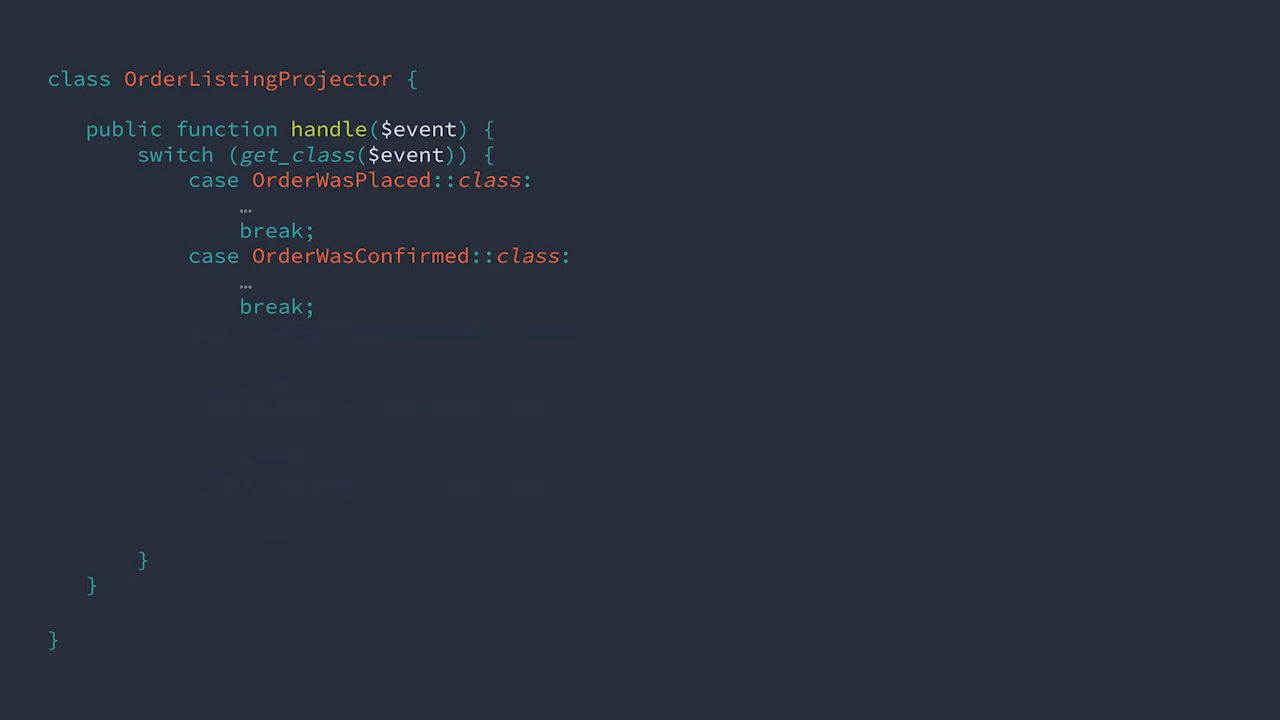 class OrderListingProjector {
public function handle($event) {
switch (get_class($event)) {
case OrderWasPlaced::class:
…
break;
case OrderWasConfirmed::class:
…
break;
}
}
}